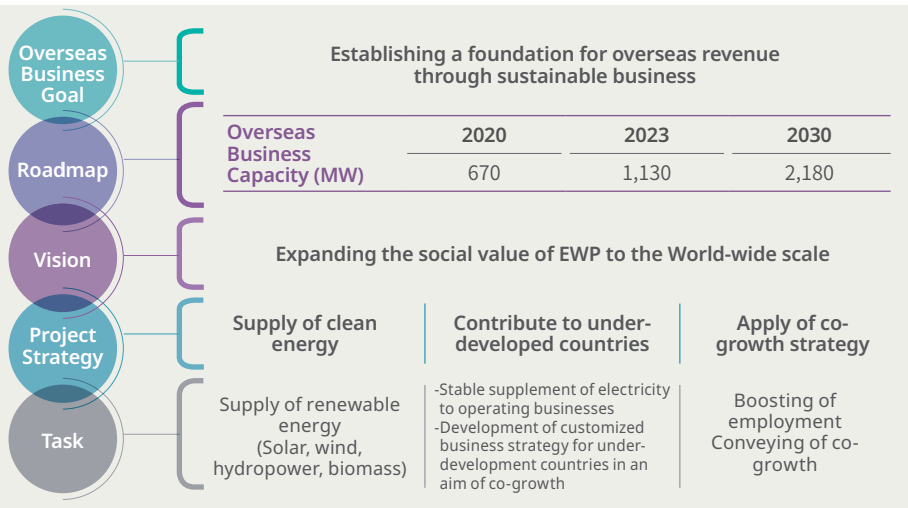 Overseas
Business
Goal
Establishing a foundation for overseas revenue
through sustainable business
Roadmap
Overseas
Business
Capacity (MW)
2020 2023 2030
670 1,130 2,180
Vision
Expanding the social value of EWP to the World-wide scale
Project
Strategy
Supply of clean
energy
Contribute to under-
developed countries
Apply of co-
growth strategy
Task
Supply of renewable
energy
(Solar, wind,
hydropower, biomass)
-Stable supplement of electricity
to operating businesses
-Development of customized
business strategy for under-
development countries in an
aim of co-growth
Boosting of
employment
Conveying of co-
growth